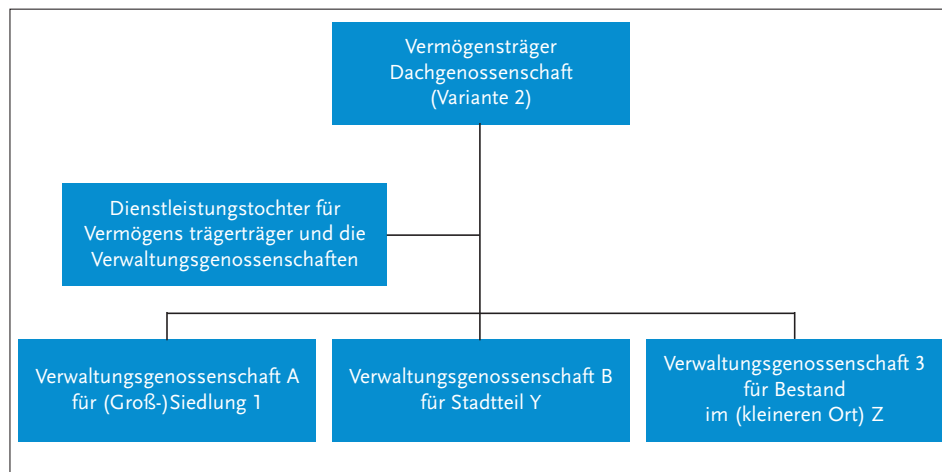 Vermögensträger
Dachgenossenschaft
(Variante 2)
Dienstleistungstochter für
Vermögens trägerträger und die
Verwaltungsgenossenschaften
Verwaltungsgenossenschaft A
für (Groß-)Siedlung 1
Verwaltungsgenossenschaft B
für Stadtteil Y
Verwaltungsgenossenschaft 3
für Bestand
im (kleineren Ort) Z